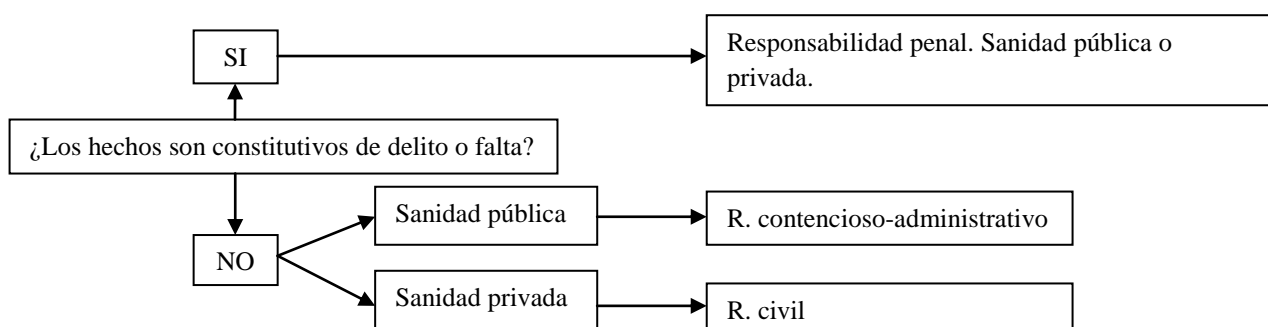 SI
Responsabilidad penal. Sanidad pública o
privada.
¿Los hechos son constitutivos de delito o falta?
Sanidad pública
R. contencioso-administrativo
NO
Sanidad privada
R. civil